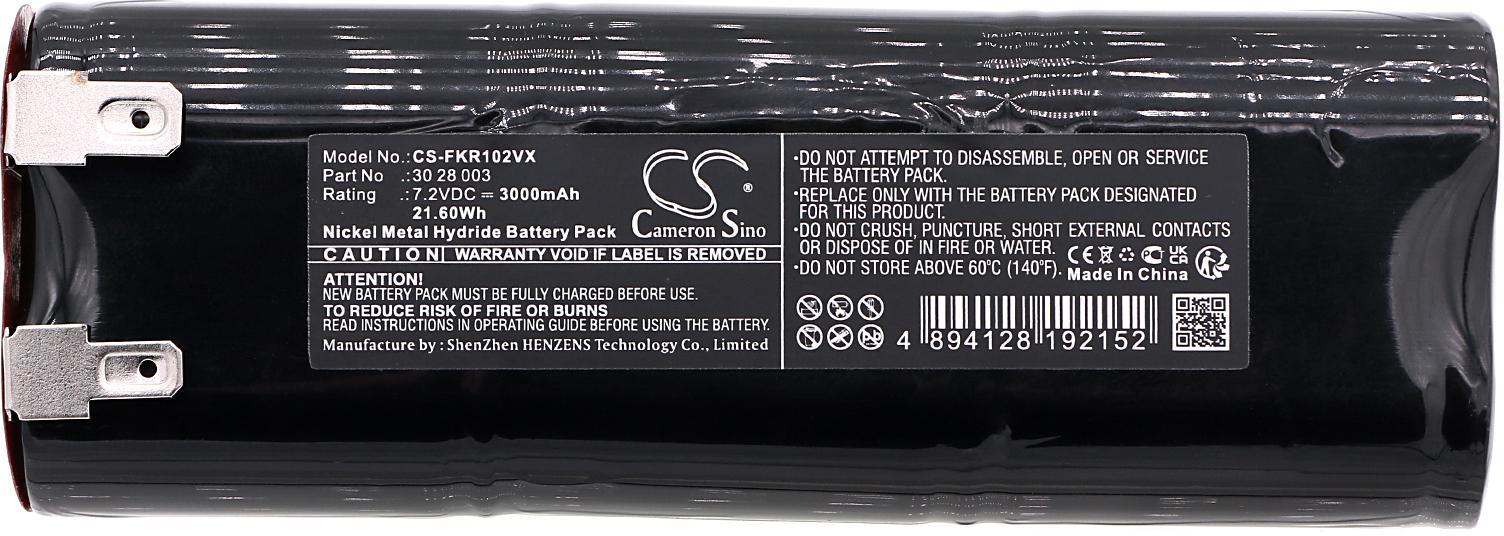 Model No.:CS-FKR102VX
Part No .:30 28 003
Rating .:7.2VDC ⎓ 3000mAh
21.60Wh
Nickel Metal Hydride Battery Pack
CS®
Cameron Sino
CAUTION! WARRANTY VOID IF LABEL IS REMOVED
ATTENTION!
NEW BATTERY PACK MUST BE FULLY CHARGED BEFORE USE.
TO REDUCE RISK OF FIRE OR BURNS
READ INSTRUCTIONS IN OPERATING GUIDE BEFORE USING THE BATTERY.
Manufacture by : ShenZhen HENZENS Technology Co., Limited
·DO NOT ATTEMPT TO DISASSEMBLE, OPEN OR SERVICE
THE BATTERY PACK.
·REPLACE ONLY WITH THE BATTERY PACK DESIGNATED
FOR THIS PRODUCT.
·DO NOT CRUSH, PUNCTURE, SHORT EXTERNAL CONTACTS
OR DISPOSE OF IN FIRE OR WATER.
·DO NOT STORE ABOVE 60°C (140°F).
CE UK CA
Made In China
4 894128 192152